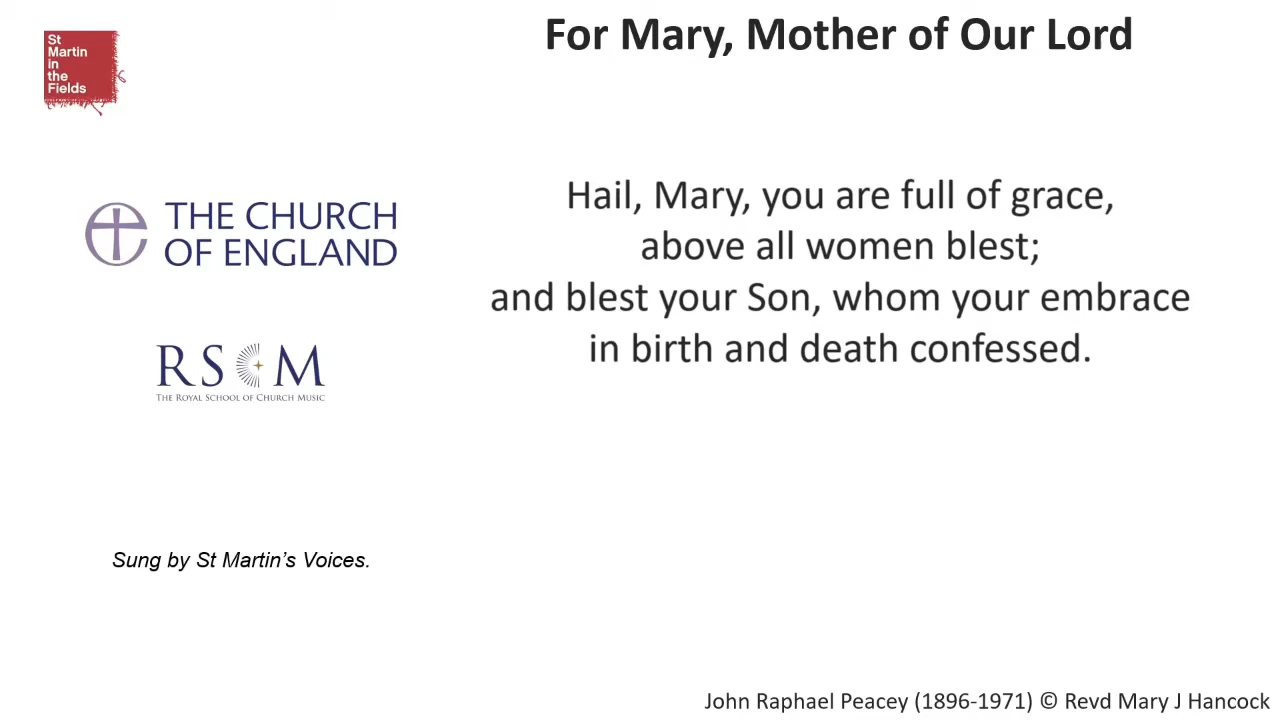 For Mary, Mother of Our Lord
St
Martin
in
the
Fields
THE CHURCH
OF ENGLAND
RSCM
THE ROYAL SCHOOL OF CHURCH MUSIC
Hail, Mary, you are full of grace,
above all women blest;
and blest your Son, whom your embrace
in birth and death confessed.
Sung by St Martin's Voices.
John Raphael Peacey (1896-1971) © Revd Mary J Hancock